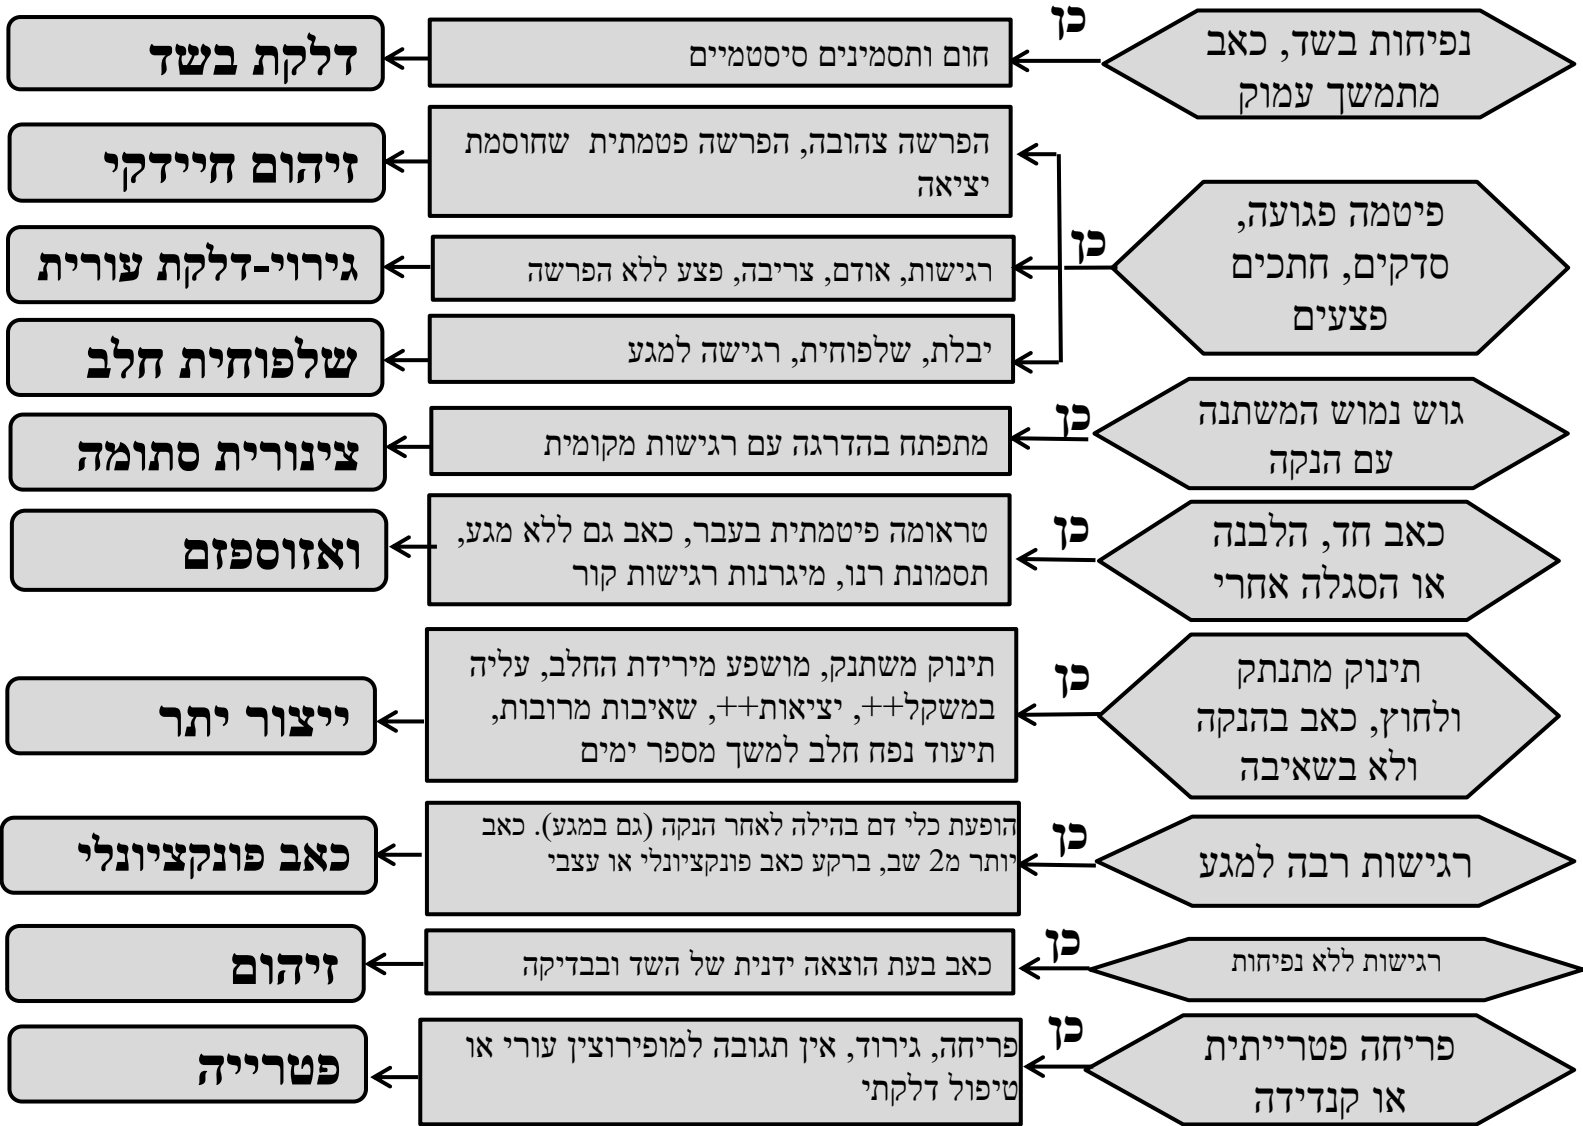 נפיחות בשד, כאב
מתמשך עמוק
כן
חום ותסמינים סיסטמיים
דלקת בשד
פיטמה פגועה,
סדקים, חתכים
פצעים
כן
הפרשה צהובה, הפרשה פטמתית שחוסמת
יציאה
זיהום חיידקי
רגישות, אודם, צריבה, פצע ללא הפרשה
גירוי-דלקת עורית
יבלת, שלפוחית, רגישה למגע
שלפוחית חלב
גוש נמוש המשתנה
עם הנקה
כן
מתפתח בהדרגה עם רגישות מקומית
צינורית סתומה
כאב חד, הלבנה
או הסגלה אחרי
כן
טראומה פיטמתית בעבר, כאב גם ללא מגע,
תסמונת רנו, מיגרנות רגישות קור
ואזוספזם
תינוק מתנתק
ולחוץ, כאב בהנקה
ולא בשאיבה
כן
תינוק משתנק, מושפע מירידת החלב, עליה
במשקל++, יציאות++, שאיבות מרובות,
תיעוד נפח חלב למשך מספר ימים
ייצור יתר
רגישות רבה למגע
כן
הופעת כלי דם בהילה לאחר הנקה (גם במגע). כאב
יותר מ2 שב, ברקע כאב פונקציונלי או עצבי
כאב פונקציונלי
רגישות ללא נפיחות
כן
כאב בעת הוצאה ידנית של השד ובבדיקה
זיהום
פריחה פטרייתית
או קנדידה
כן
פריחה, גירוד, אין תגובה למופירוצין עורי או
טיפול דלקתי
פטרייה